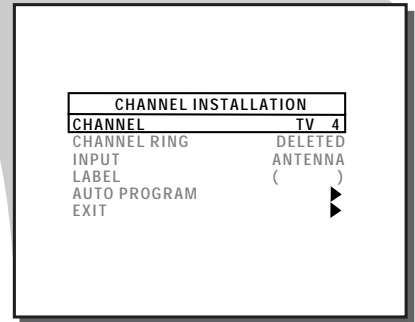 CHANNEL INSTALLATION
CHANNEL TV 4
CHANNEL RING DELETED
INPUT ANTENNA
LABEL ( )
AUTO PROGRAM ▶
EXIT ▶